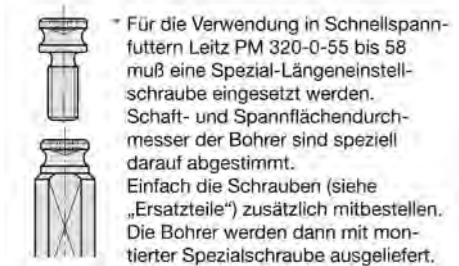 * Für die Verwendung in Schnellspann-
futtern Leitz PM 320-0-55 bis 58
muß eine Spezial-Längeneinstell-
schraube eingesetzt werden.
Schaft- und Spannflächendurch-
messer der Bohrer sind speziell
darauf abgestimmt.
Einfach die Schrauben (siehe
„Ersatzteile“) zusätzlich mitbestellen.
Die Bohrer werden dann mit mon-
tierter Spezialschraube ausgeliefert.